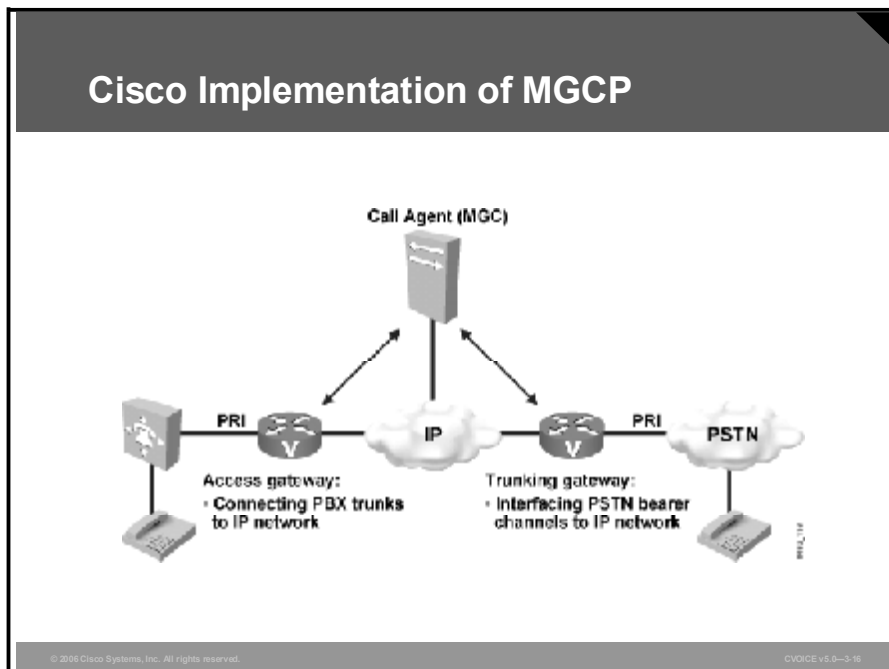 Cisco Implementation of MGCP
Call Agent (MGC)
PRI
V
IP
V
PRI
PSTN
Access gateway:
• Connecting PBX trunks
to IP network
Trunking gateway:
• Interfacing PSTN bearer
channels to IP network
© 2006 Cisco Systems, Inc. All rights reserved.
CVOICE v5.0—3-16